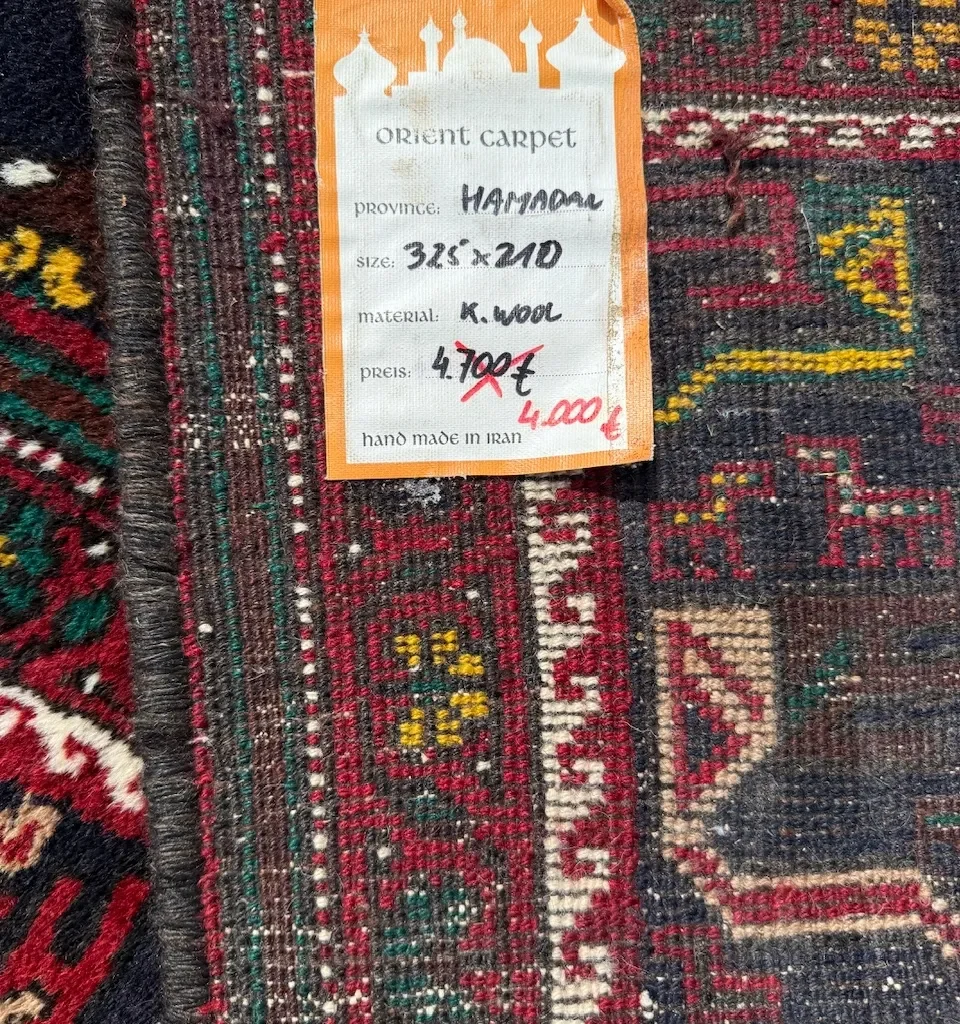 ORIENT CARPET
PROVINCE: HAMADAN
SIZE: 325 x 210
MATERIAL: K. WOOL
PREIS: 4.700 €
4.000 €
HAND MADE IN IRAN